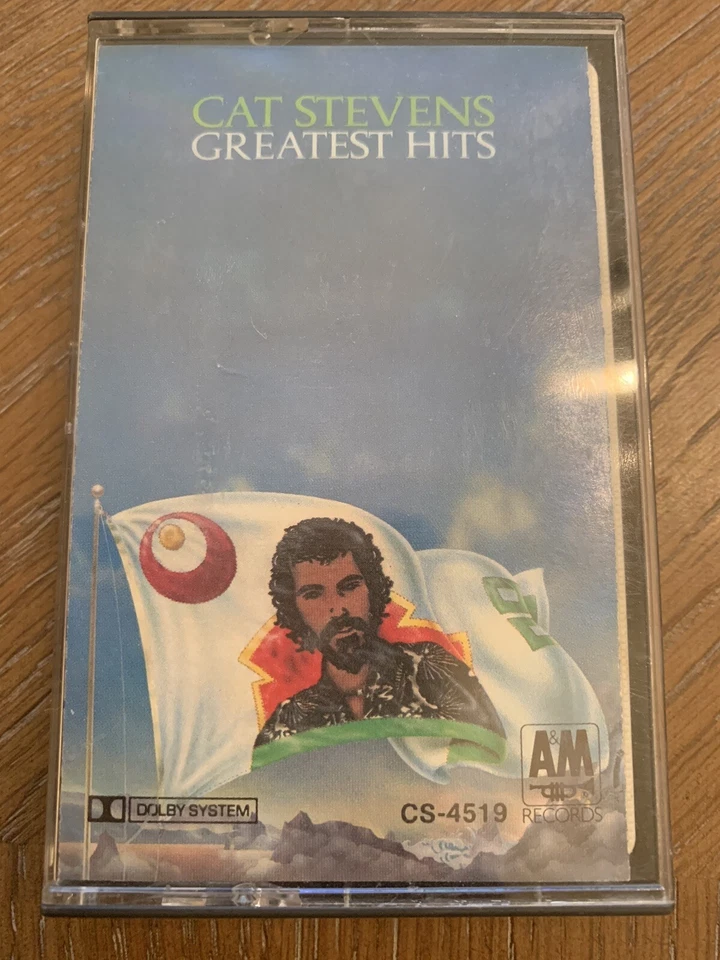 CAT STEVENS
GREATEST HITS
DOLBY SYSTEM
CS-4519
A&M
RECORDS